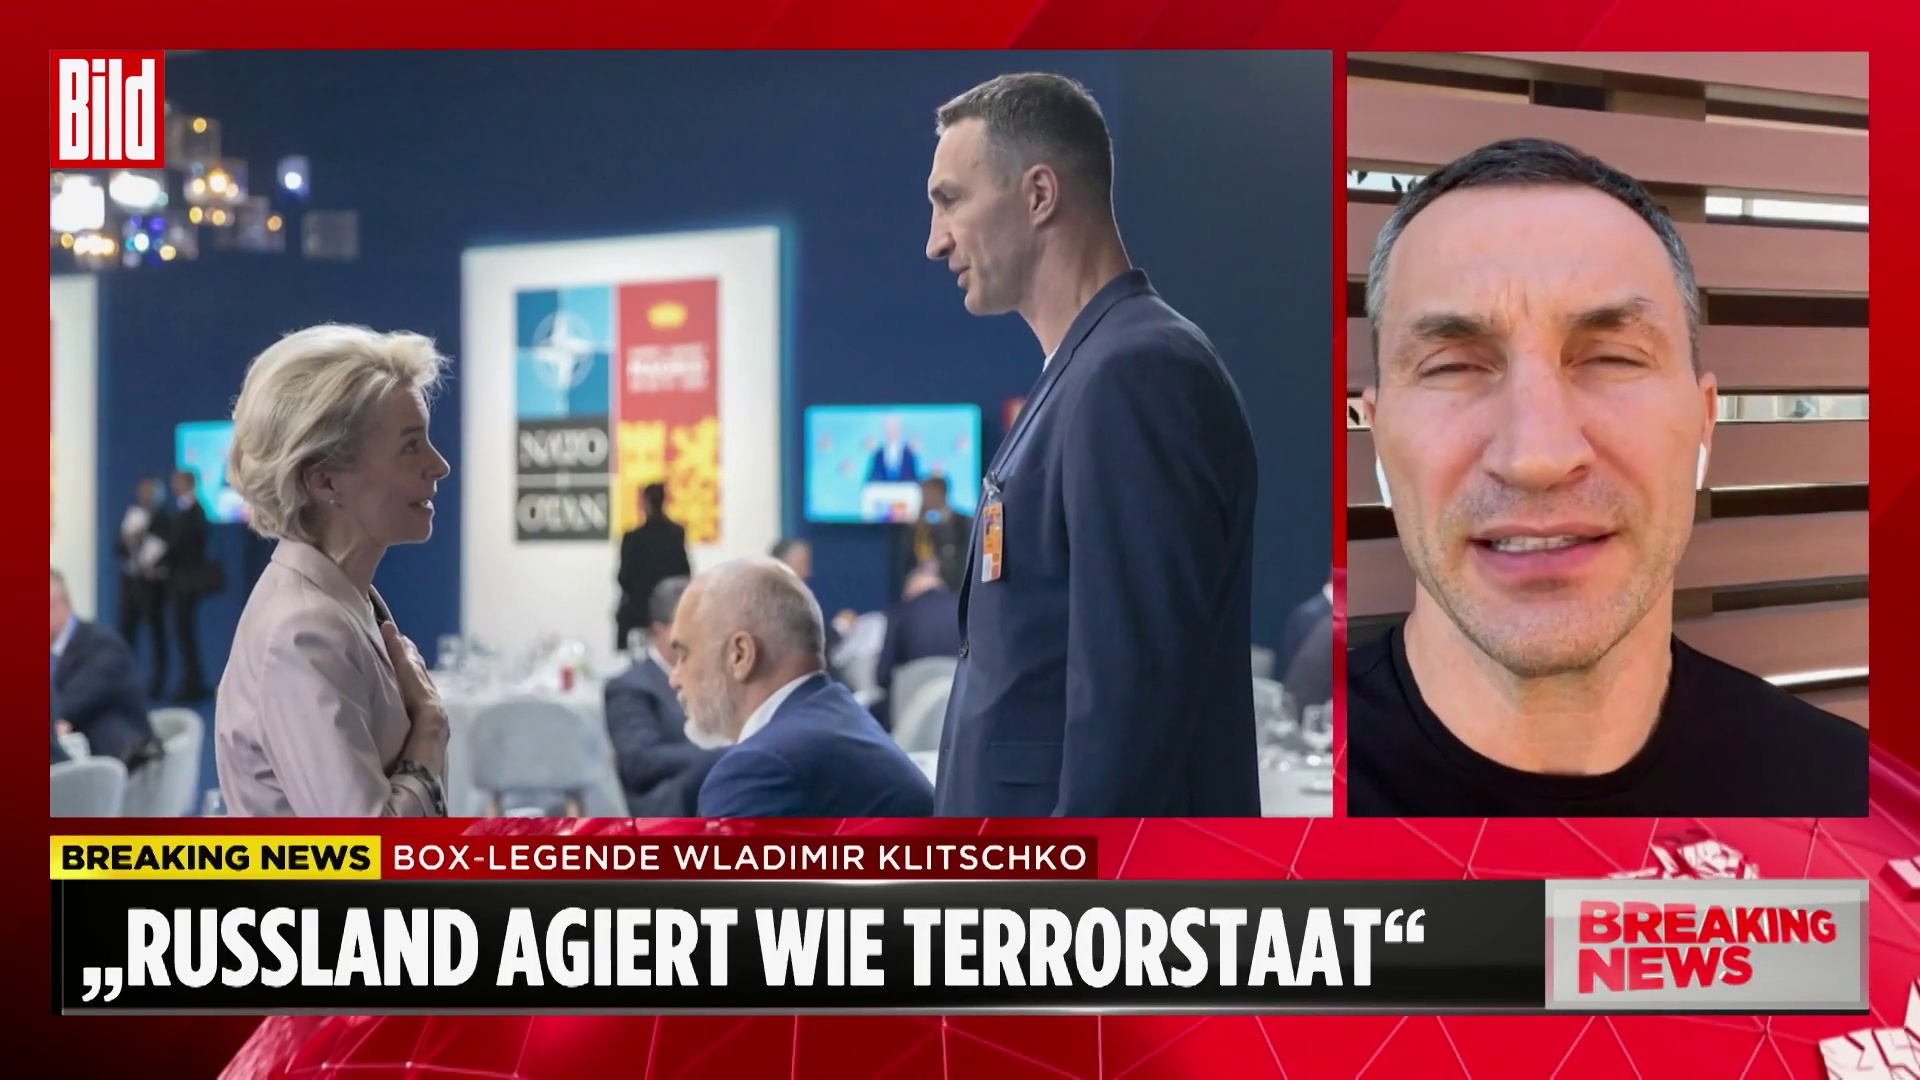 Bild
NATO
OTAN
BREAKING NEWS BOX-LEGENDE WLADIMIR KLITSCHKO
„RUSSLAND AGIERT WIE TERRORSTAAT“
BREAKING
NEWS